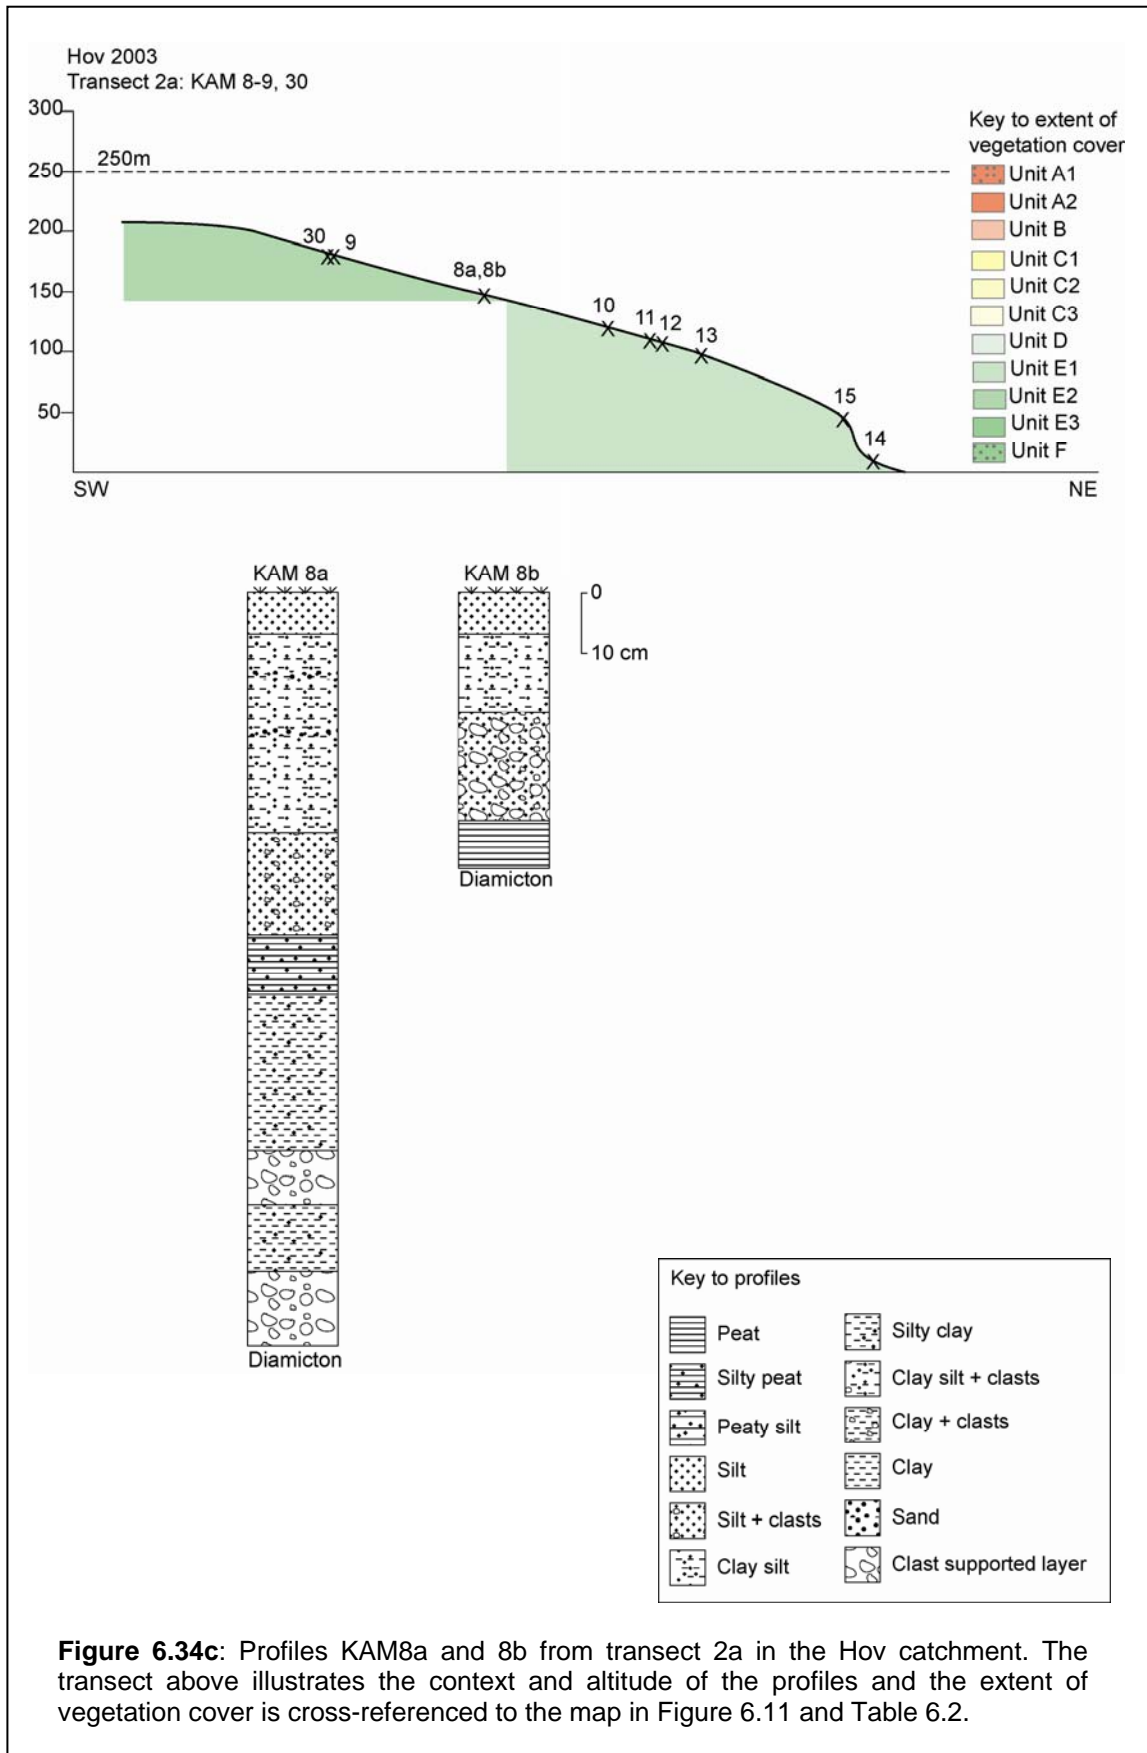 Hov 2003
Transect 2a: KAM 8-9, 30
300
250
200
150
100
50
250m
30
9
8a,8b
10
11
12
13
15
14
SW
NE
Key to extent of
vegetation cover
Unit A1
Unit A2
Unit B
Unit C1
Unit C2
Unit C3
Unit D
Unit E1
Unit E2
Unit E3
Unit F
KAM 8a
Diamicton
KAM 8b
Diamicton
0
10 cm
Key to profiles
Peat
Silty peat
Peaty silt
Silt
Silt + clasts
Clay silt
Silty clay
Clay silt + clasts
Clay + clasts
Clay
Sand
Clast supported layer
Figure 6.34c: Profiles KAM8a and 8b from transect 2a in the Hov catchment. The
transect above illustrates the context and altitude of the profiles and the extent of
vegetation cover is cross-referenced to the map in Figure 6.11 and Table 6.2.